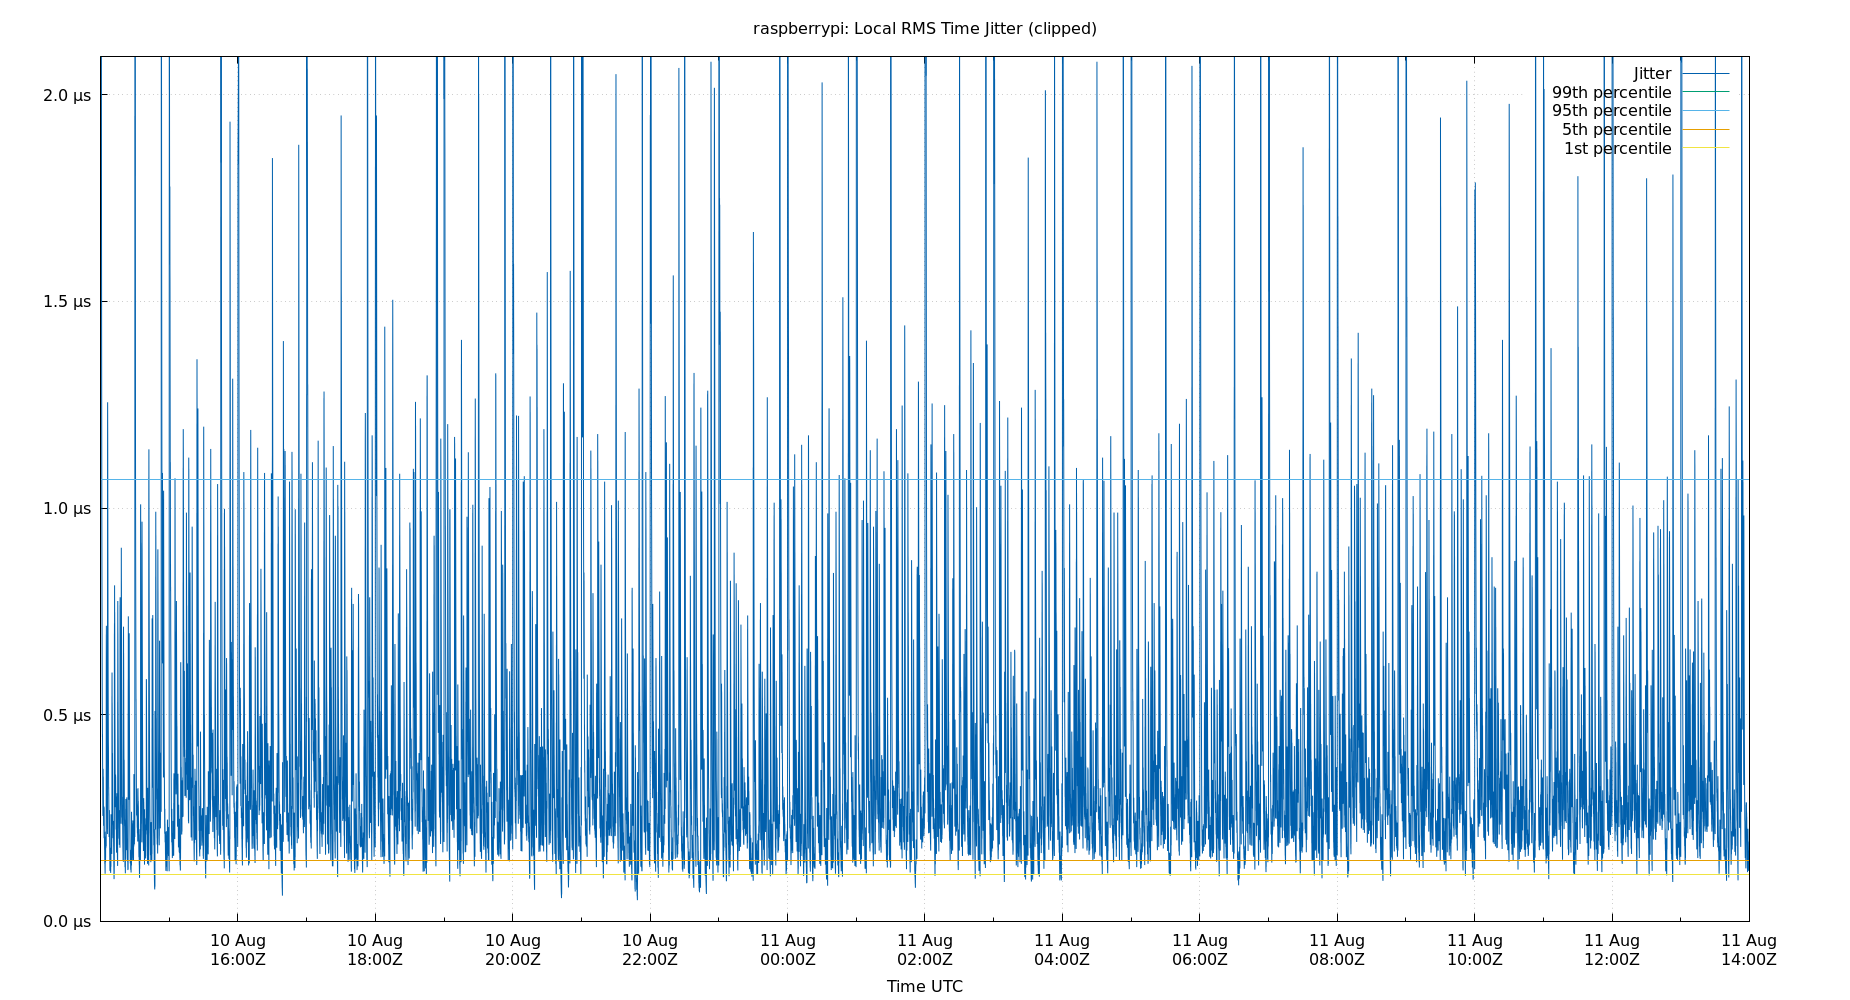 raspberrypi: Local RMS Time Jitter (clipped)
Jitter
99th percentile
95th percentile
5th percentile
1st percentile
2.0 µs
1.5 µs
1.0 µs
0.5 µs
0.0 µs
10 Aug 10 Aug 10 Aug 10 Aug 11 Aug 11 Aug 11 Aug 11 Aug 11 Aug 11 Aug 11 Aug 11 Aug
16:00Z 18:00Z 20:00Z 22:00Z 00:00Z 02:00Z 04:00Z 06:00Z 08:00Z 10:00Z 12:00Z 14:00Z
Time UTC